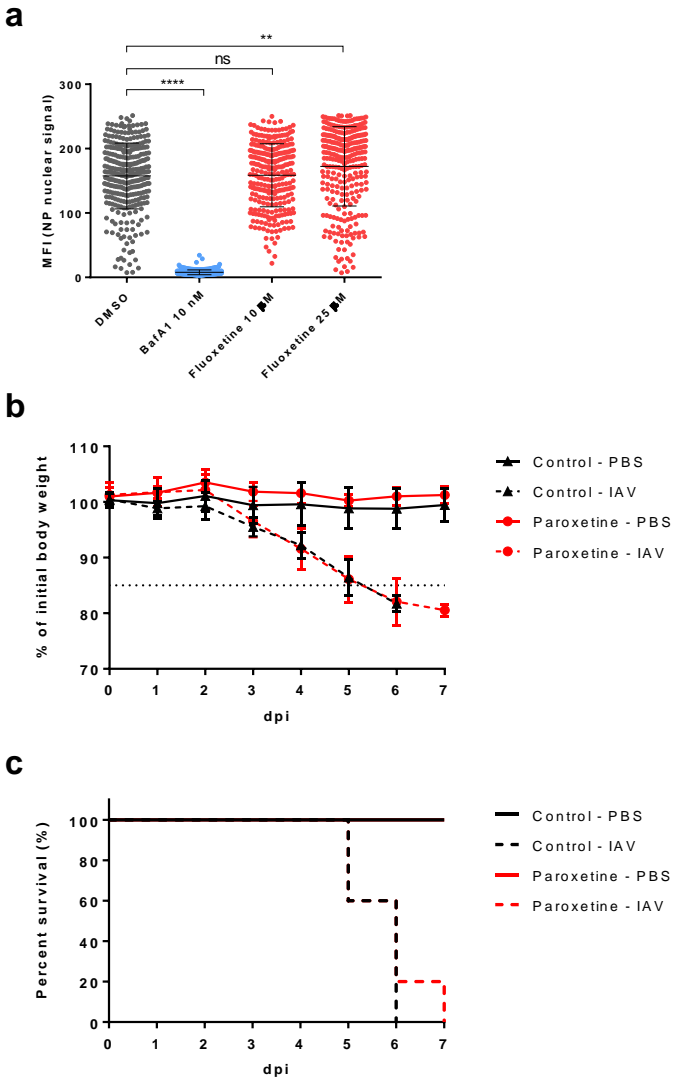 a
**
ns
****
300
200
100
0
MFI (NP nuclear signal)
DMSO
BafA1 10 nM
Fluoxetine 10 µM
Fluoxetine 25 µM
b
110
100
90
80
70
% of initial body weight
0 1 2 3 4 5 6 7
dpi
Control - PBS
Control - IAV
Paroxetine - PBS
Paroxetine - IAV
c
100
80
60
40
20
0
Percent survival (%)
0 1 2 3 4 5 6 7
dpi
Control - PBS
Control - IAV
Paroxetine - PBS
Paroxetine - IAV